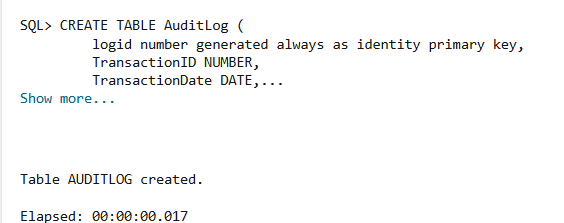 SQL> CREATE TABLE AuditLog (
logid number generated always as identity primary key,
TransactionID NUMBER,
TransactionDate DATE,...
Show more...
Table AUDITLOG created.
Elapsed: 00:00:00.017